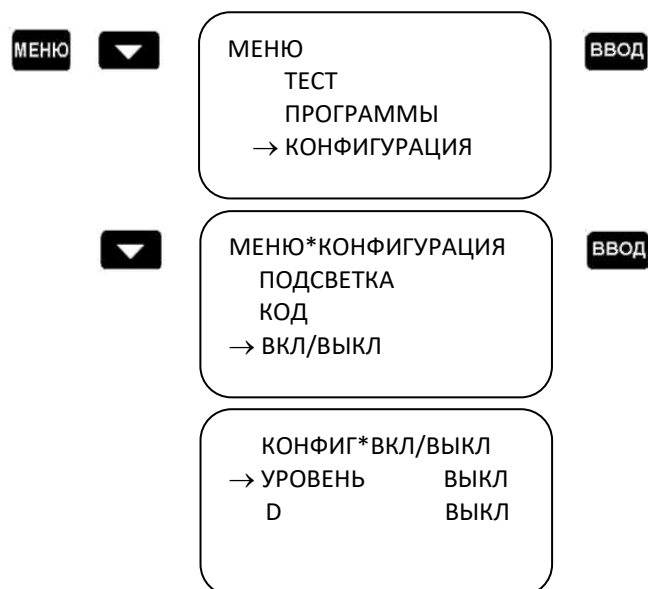 МЕНЮ
МЕНЮ
ТЕСТ
ПРОГРАММЫ
→ КОНФИГУРАЦИЯ
ВВОД
МЕНЮ*КОНФИГУРАЦИЯ
ПОДСВЕТКА
КОД
→ ВКЛ/ВЫКЛ
ВВОД
КОНФИГ*ВКЛ/ВЫКЛ
→ УРОВЕНЬ ВЫКЛ
D ВЫКЛ